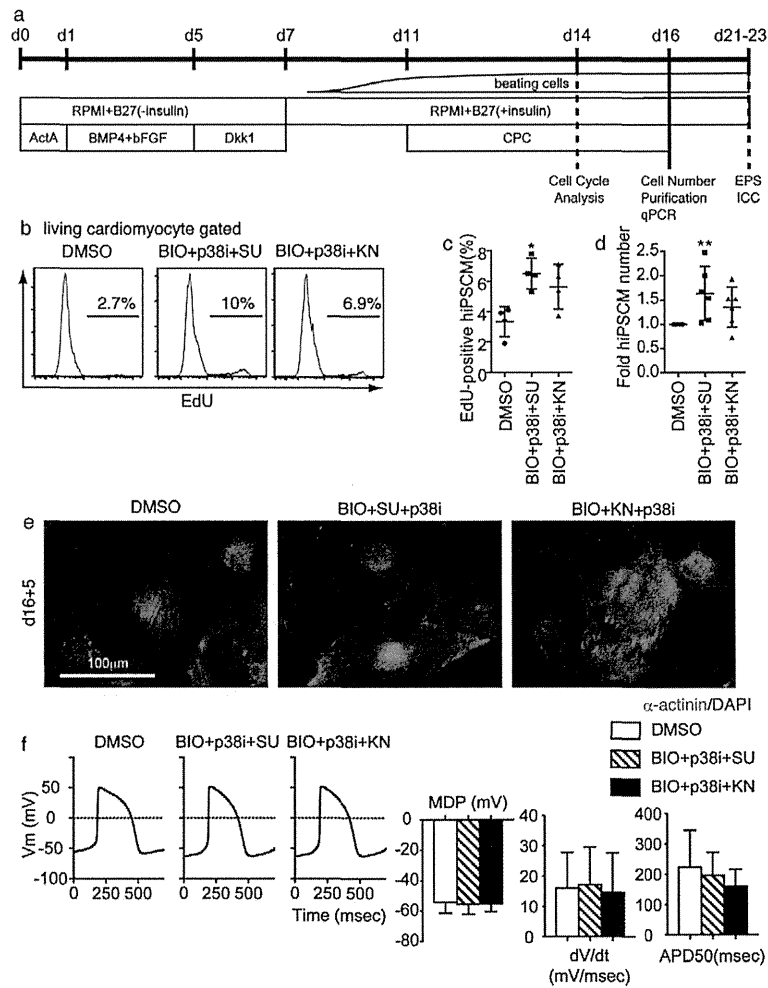 a
d0 d1 d5 d7 d11 d14 d16 d21-23
beating cells
RPMI+B27(-insulin) RPMI+B27(+insulin)
ActA BMP4+bFGF Dkk1 CPC
Cell Cycle
Analysis
Cell Number
Purification
qPCR
EPS
ICC
b living cardiomyocyte gated
DMSO BIO+p38i+SU BIO+p38i+KN
2.7% 10% 6.9%
EdU
c
EdU-positive hiPSCM(%)
8
6
4
2
0
*
DMSO
BIO+p38i+SU
BIO+p38i+KN
d
Fold hiPSCM number
2.5
2.0
1.5
1.0
0.5
0.0
**
DMSO
BIO+p38i+SU
BIO+p38i+KN
e
DMSO BIO+SU+p38i BIO+KN+p38i
d16+5
100μm
α-actinin/DAPI
DMSO
BIO+p38i+SU
BIO+p38i+KN
f
DMSO BIO+p38i+SU BIO+p38i+KN
Vm (mV)
50
0
-50
-100
0 250 500 0 250 500 0 250 500
Time (msec)
MDP (mV)
0
-20
-40
-60
-80
40
30
20
10
0
dV/dt
(mV/msec)
400
300
200
100
0
APD50(msec)